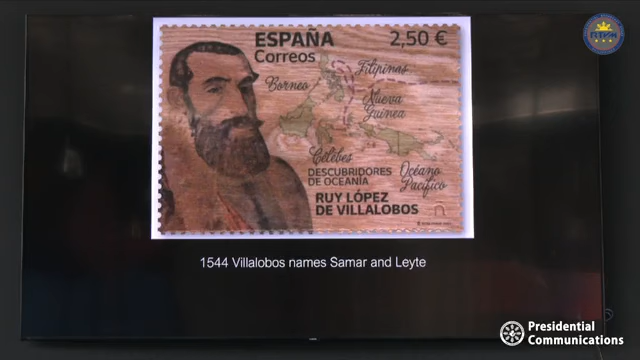 ESPAÑA
Correos
2,50 €
Filipinas
Borneo
Nueva
Guinea
Célebes
Océano
Pacífico
DESCUBRIDORES
DE OCEANÍA
RUY LÓPEZ
DE VILLALOBOS
1544 Villalobos names Samar and Leyte
Presidential
Communications